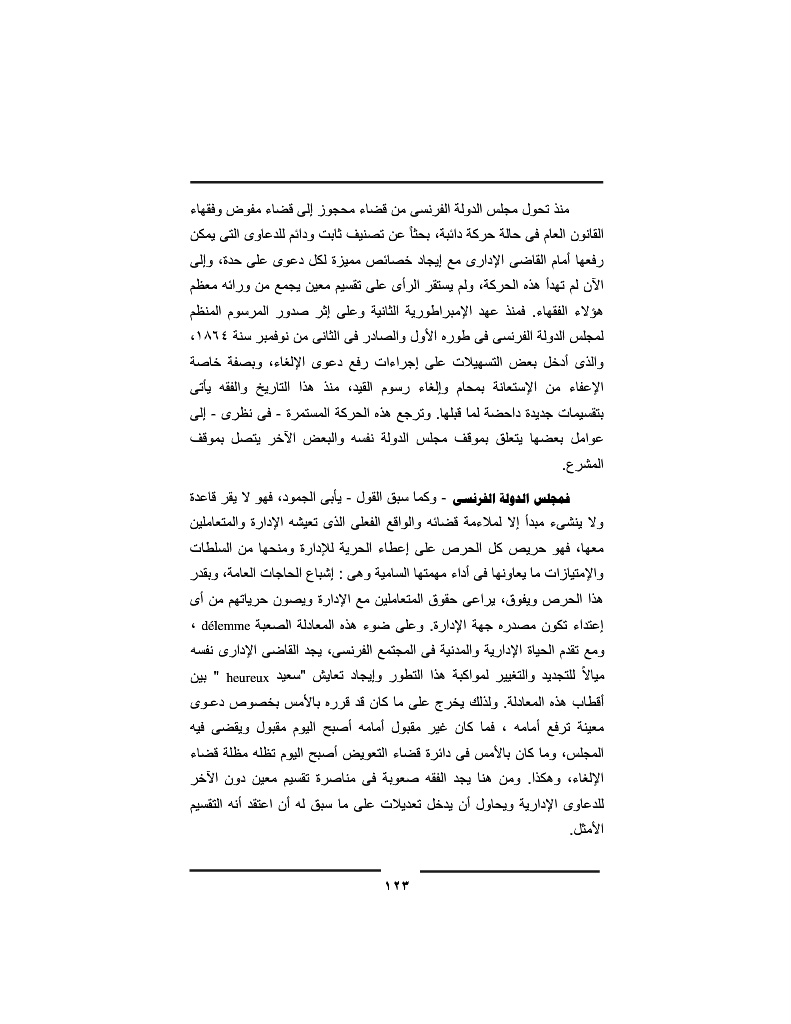 منذ تحول مجلس الدولة الفرنسى من قضاء محجوز إلى قضاء مفوض وفقهاء
القانون العام فى حالة حركة دائبة، بحثاً عن تصنيف ثابت ودائم للدعاوى التى يمكن
رفعها أمام القاضى الإدارى مع إيجاد خصائص مميزة لكل دعوى على حدة، وإلى
الآن لم تهدأ هذه الحركة، ولم يستقر الرأى على تقسيم معين يجمع من ورائه معظم
هؤلاء الفقهاء. فمنذ عهد الإمبراطورية الثانية وعلى إثر صدور المرسوم المنظم
لمجلس الدولة الفرنسى فى طوره الأول والصادر فى الثانى من نوفمبر سنة ١٨٦٤،
والذى أدخل بعض التسهيلات على إجراءات رفع دعوى الإلغاء، وبصفة خاصة
الإعفاء من الإستعانة بمحام وإلغاء رسوم القيد، منذ هذا التاريخ والفقه يأتى
بتقسيمات جديدة داحضة لما قبلها. وترجع هذه الحركة المستمرة - فى نظرى - إلى
عوامل بعضها يتعلق بموقف مجلس الدولة نفسه والبعض الآخر يتصل بموقف
المشرع.
فمجلس الدولة الفرنسى - وكما سبق القول - يأبى الجمود، فهو لا يقر قاعدة
ولا ينشىء مبدأ إلا لملاءمة قضائه والواقع الفعلى الذى تعيشه الإدارة والمتعاملين
معها، فهو حريص كل الحرص على إعطاء الحرية للإدارة ومنحها من السلطات
والإمتيازات ما يعاونها فى أداء مهمتها السامية وهى : إشباع الحاجات العامة، وبقدر
هذا الحرص ويفوق، يراعى حقوق المتعاملين مع الإدارة ويصون حرياتهم من أى
إعتداء تكون مصدره جهة الإدارة. وعلى ضوء هذه المعادلة الصعبة délemme ،
ومع تقدم الحياة الإدارية والمدنية فى المجتمع الفرنسى، يجد القاضى الإدارى نفسه
ميالاً للتجديد والتغيير لمواكبة هذا التطور وإيجاد تعايش "سعيد heureux " بين
أقطاب هذه المعادلة. ولذلك يخرج على ما كان قد قرره بالأمس بخصوص دعوى
معينة ترفع أمامه ، فما كان غير مقبول أمامه أصبح اليوم مقبول ويقضى فيه
المجلس، وما كان بالأمس فى دائرة قضاء التعويض أصبح اليوم تظله مظلة قضاء
الإلغاء، وهكذا. ومن هنا يجد الفقه صعوبة فى مناصرة تقسيم معين دون الآخر
للدعاوى الإدارية ويحاول أن يدخل تعديلات على ما سبق له أن اعتقد أنه التقسيم
الأمثل.
١٢٣